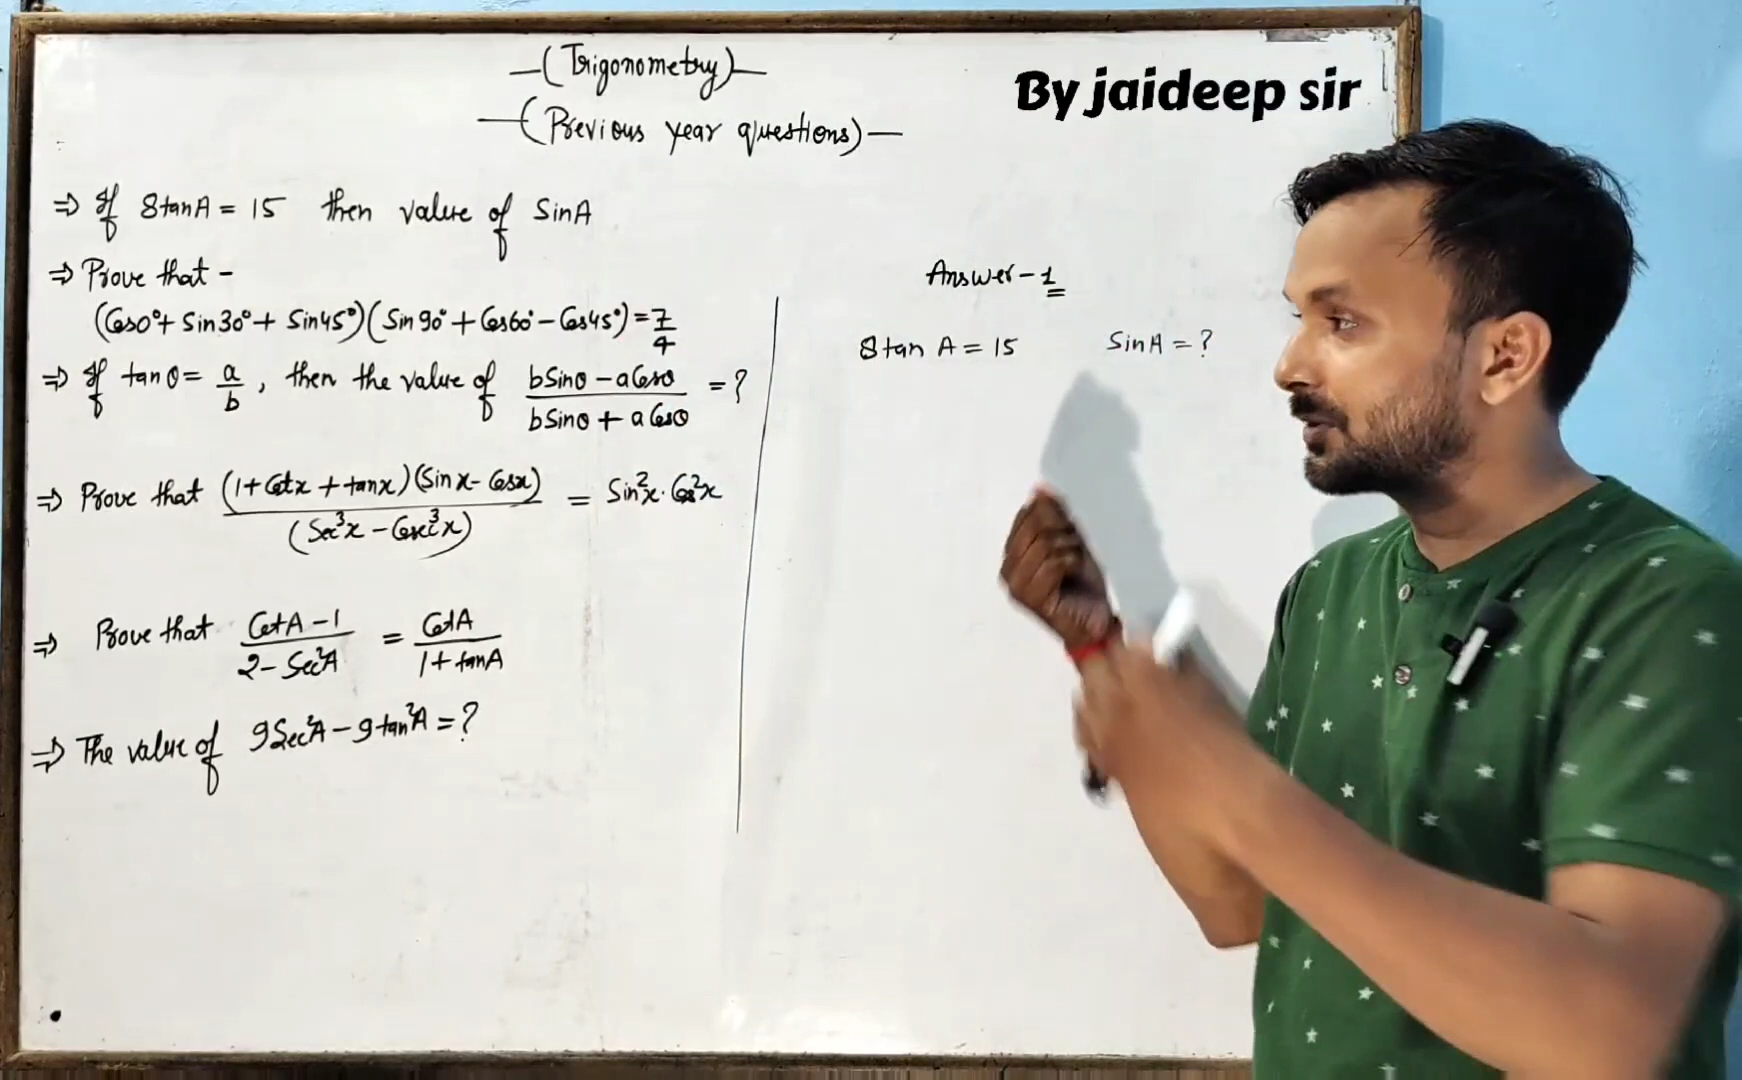 (Trigonometry)
(Previous year questions)
By jaideep sir
⇒ If 8tanA = 15 then value of SinA
⇒ Prove that -
(Cos0° + Sin30° + Sin45°)(Sin90° + Cos60° - Cos45°) = 7/4
⇒ If tanθ = a/b, then the value of (bSinθ - aCosθ)/(bSinθ + aCosθ) = ?
⇒ Prove that (1+Cotx + tanx)(Sinx - Cosx)/(Sec³x - Cosec³x) = Sin²x·Cos²x
⇒ Prove that (CotA - 1)/(2 - Sec²A) = CotA/(1 + tanA)
⇒ The value of 9Sec²A - 9tan²A = ?
Answer - 1
8tan A = 15 SinA = ?